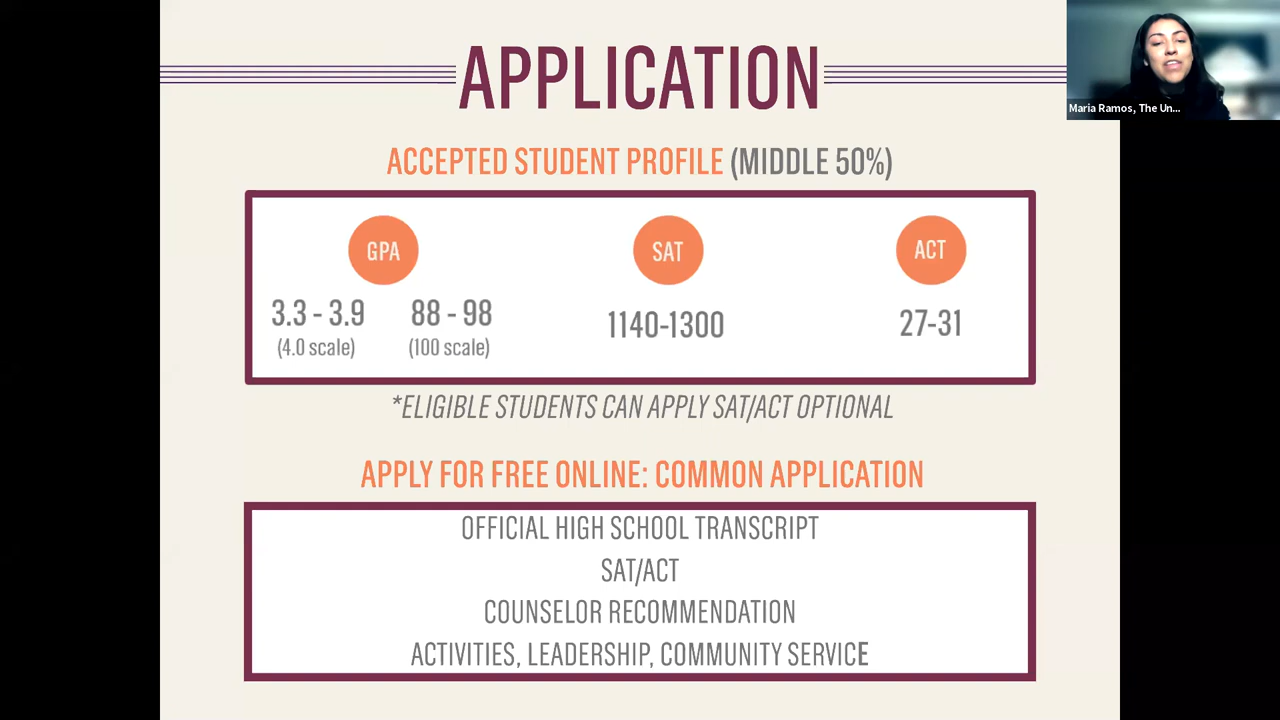 APPLICATION
Maria Ramos, The Un...
ACCEPTED STUDENT PROFILE (MIDDLE 50%)
GPA
SAT
ACT
3.3 - 3.9
88 - 98
1140-1300
27-31
(4.0 scale)
(100 scale)
*ELIGIBLE STUDENTS CAN APPLY SAT/ACT OPTIONAL
APPLY FOR FREE ONLINE: COMMON APPLICATION
OFFICIAL HIGH SCHOOL TRANSCRIPT
SAT/ACT
COUNSELOR RECOMMENDATION
ACTIVITIES, LEADERSHIP, COMMUNITY SERVICE